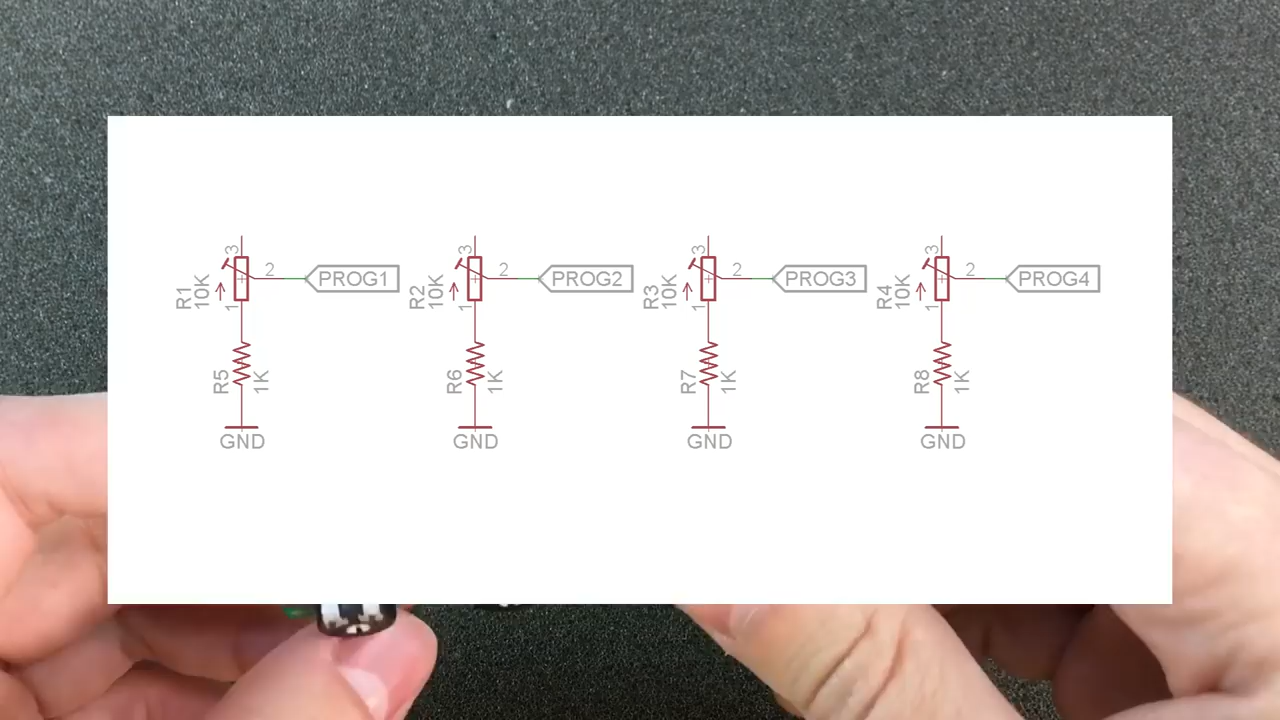 R1 10K 3 2 1 PROG1
R5 1K
GND
R2 10K 3 2 1 PROG2
R6 1K
GND
R3 10K 3 2 1 PROG3
R7 1K
GND
R4 10K 3 2 1 PROG4
R8 1K
GND